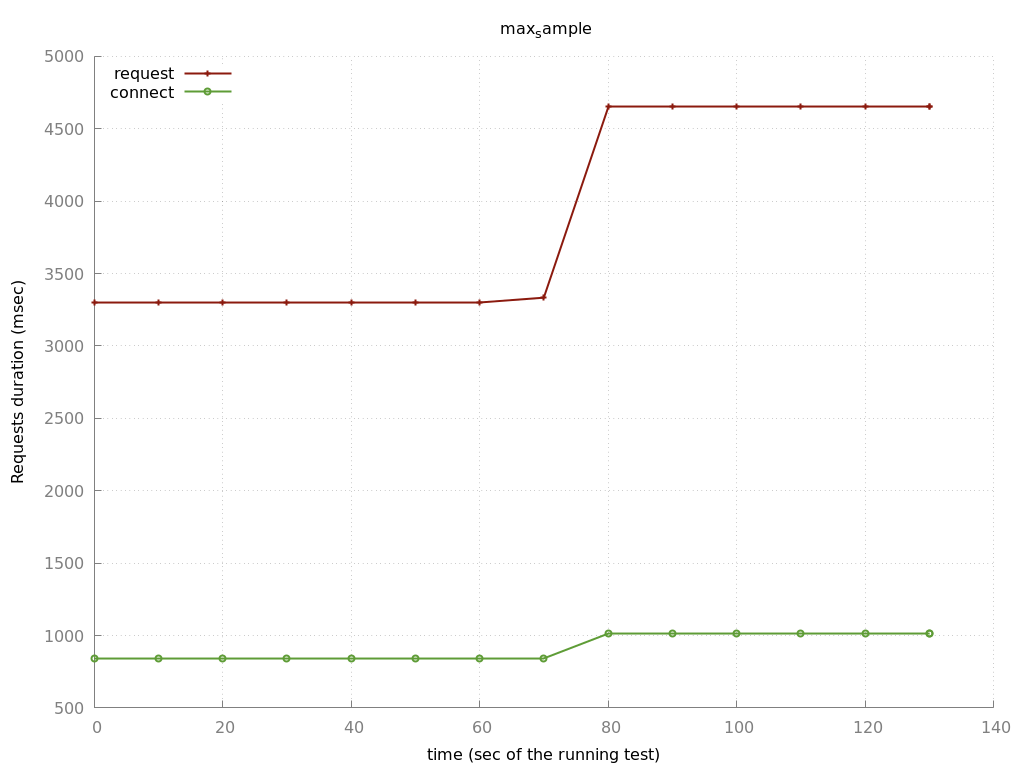 max_sample
request
connect
5000
4500
4000
3500
3000
2500
2000
1500
1000
500
Requests duration (msec)
0 20 40 60 80 100 120 140
time (sec of the running test)